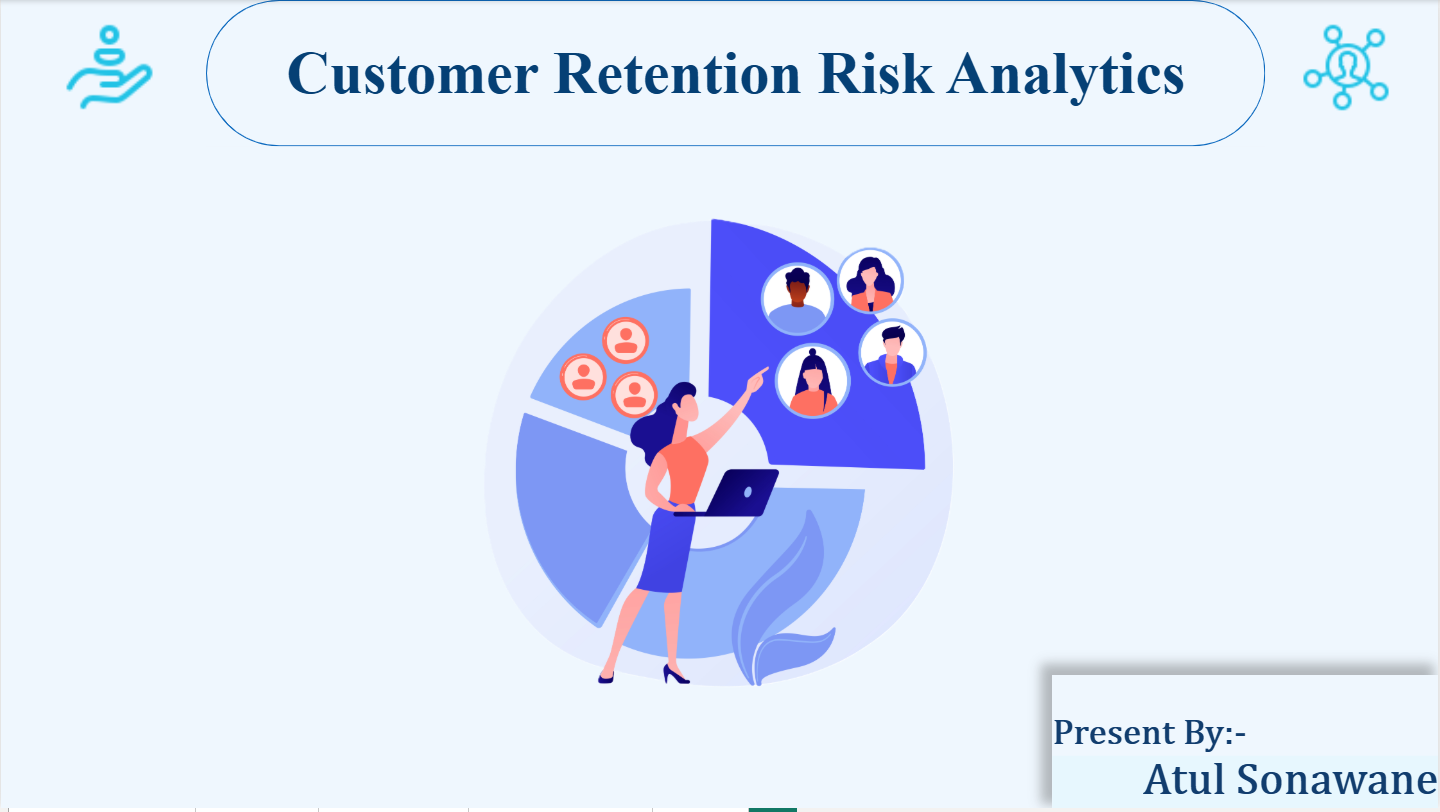 Customer Retention Risk Analytics
Present By:-
Atul Sonawane